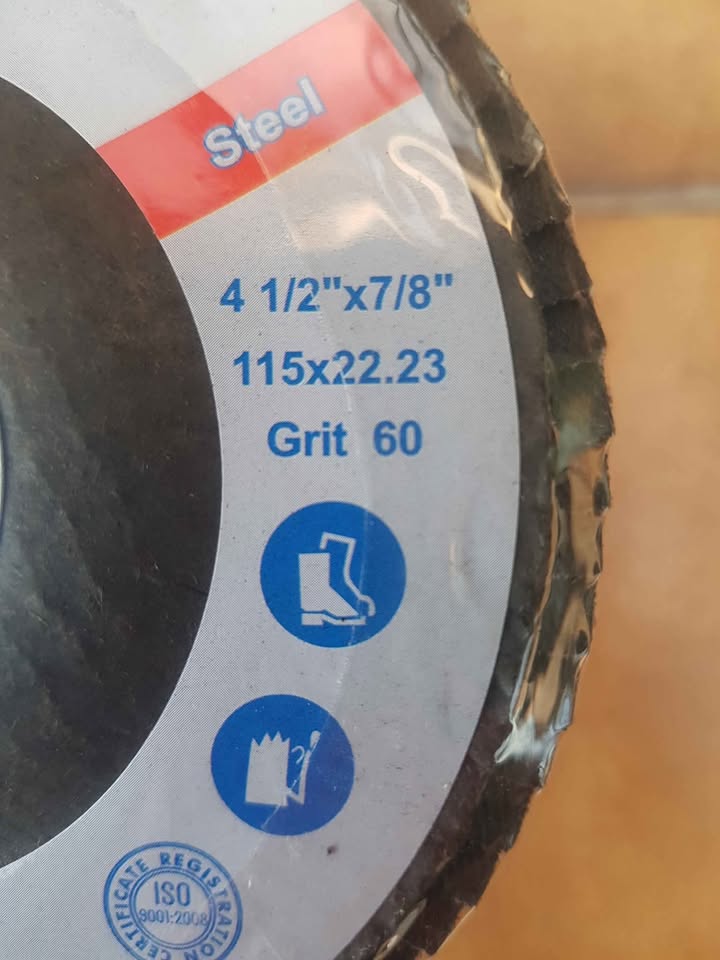 Steel
4 1/2"x7/8"
115x22.23
Grit 60
CERTIFICATE REGISTRATION
ISO
9001:2008